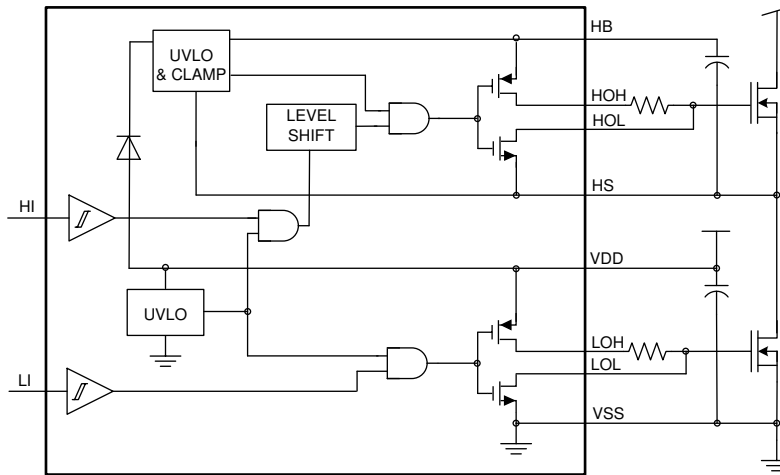 HB
UVLO
& CLAMP
HOH
LEVEL
SHIFT
HOL
HS
HI
VDD
UVLO
LOH
LOL
LI
VSS